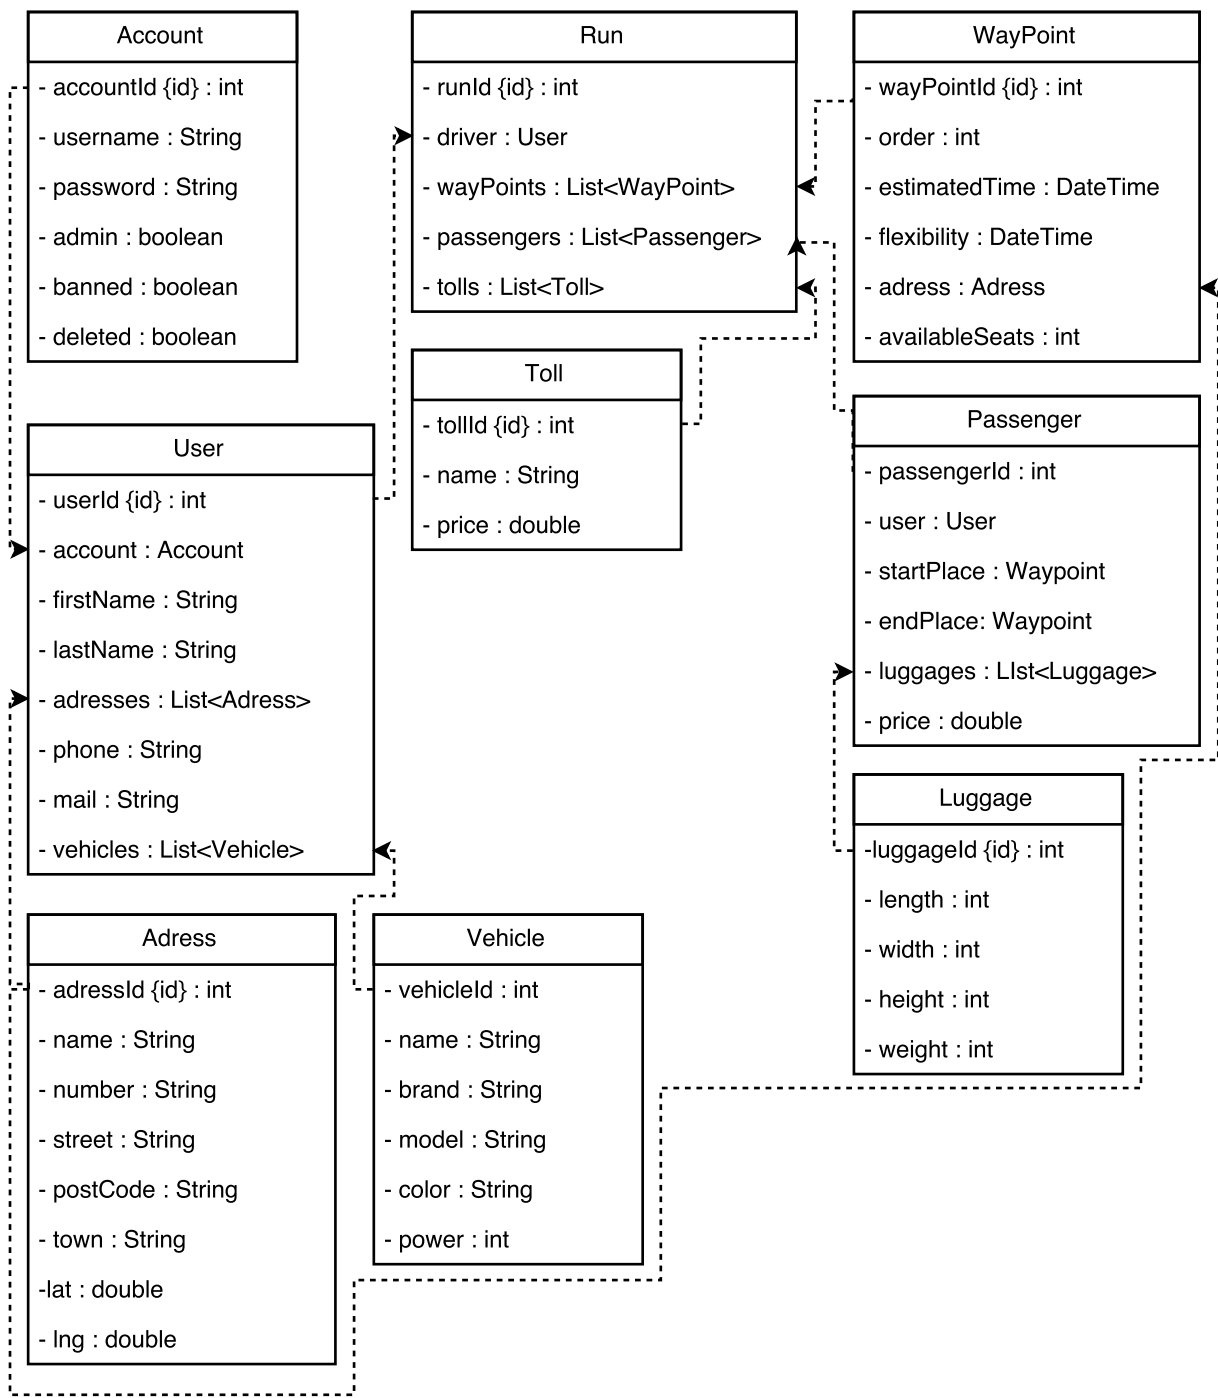 Account
- accountId {id} : int
- username : String
- password : String
- admin : boolean
- banned : boolean
- deleted : boolean
Run
- runId {id} : int
- driver : User
- wayPoints : List<WayPoint>
- passengers : List<Passenger>
- tolls : List<Toll>
WayPoint
- wayPointId {id} : int
- order : int
- estimatedTime : DateTime
- flexibility : DateTime
- adress : Adress
- availableSeats : int
Toll
- tollId {id} : int
- name : String
- price : double
User
- userId {id} : int
- account : Account
- firstName : String
- lastName : String
- adresses : List<Adress>
- phone : String
- mail : String
- vehicles : List<Vehicle>
Passenger
- passengerId : int
- user : User
- startPlace : Waypoint
- endPlace: Waypoint
- luggages : LIst<Luggage>
- price : double
Luggage
-luggageId {id} : int
- length : int
- width : int
- height : int
- weight : int
Adress
- adressId {id} : int
- name : String
- number : String
- street : String
- postCode : String
- town : String
-lat : double
- lng : double
Vehicle
- vehicleId : int
- name : String
- brand : String
- model : String
- color : String
- power : int